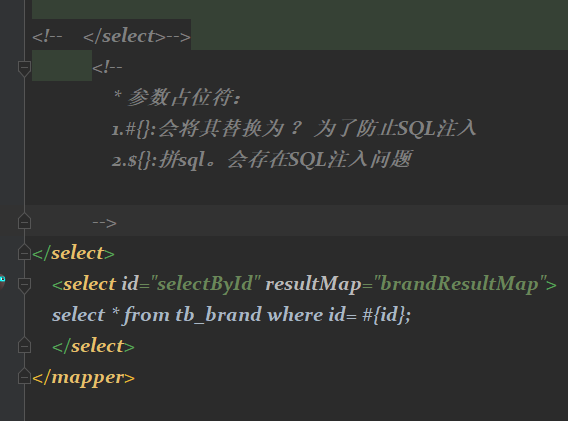 <!--    </select>-->
<!--
* 参数占位符：
1.#{}:会将其替换为 ？ 为了防止SQL注入
2.${}:拼sql。会存在SQL注入问题
-->
</select>
<select id="selectById" resultMap="brandResultMap">
select * from tb_brand where id= #{id};
</select>
</mapper>